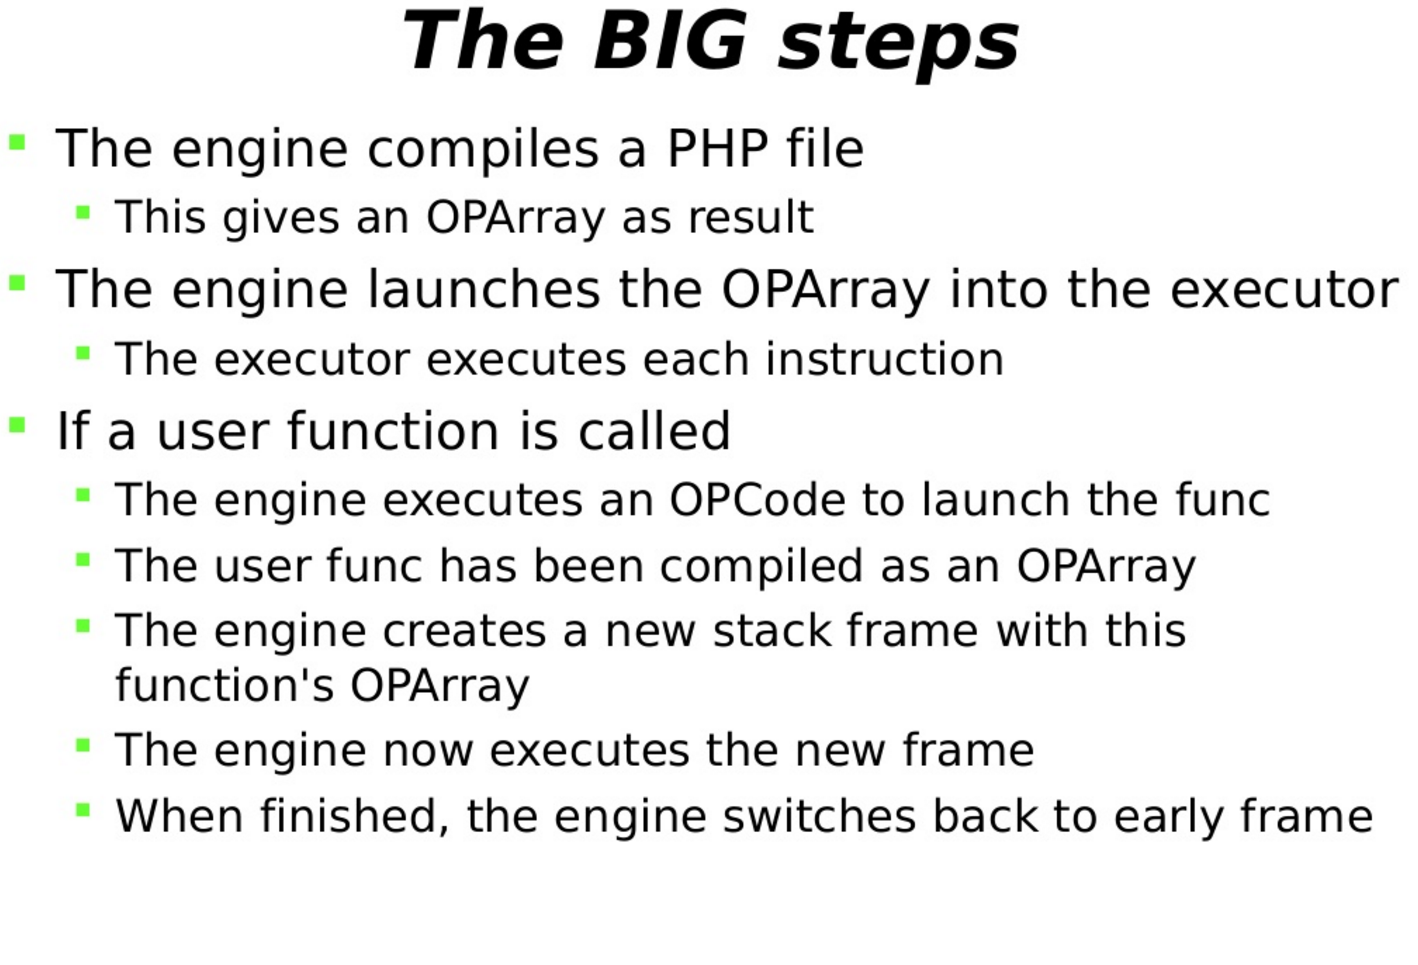 The BIG steps
The engine compiles a PHP file
This gives an OPArray as result
The engine launches the OPArray into the executor
The executor executes each instruction
If a user function is called
The engine executes an OPCode to launch the func
The user func has been compiled as an OPArray
The engine creates a new stack frame with this
function's OPArray
The engine now executes the new frame
When finished, the engine switches back to early frame